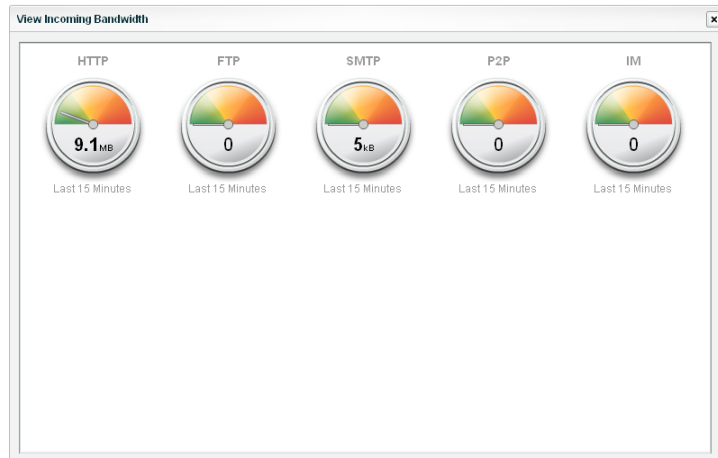 View Incoming Bandwidth
HTTP FTP SMTP P2P IM
9.1MB 0 5kB 0 0
Last 15 Minutes Last 15 Minutes Last 15 Minutes Last 15 Minutes Last 15 Minutes